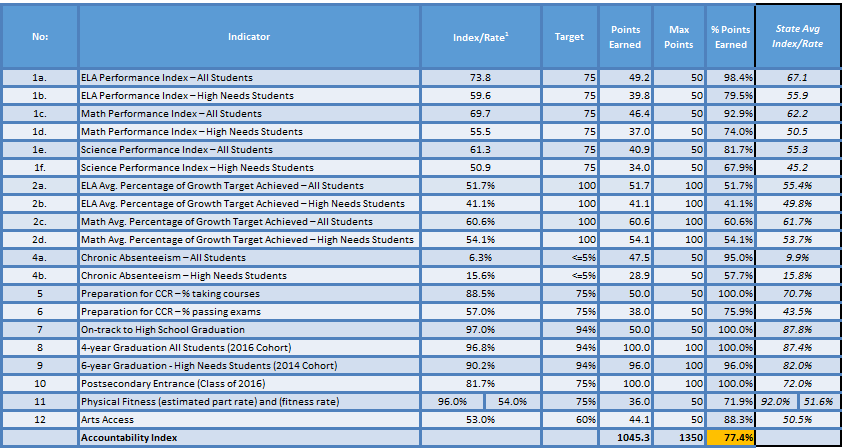 No: Indicator Index/Rate¹ Target Points Earned Max Points % Points Earned State Avg Index/Rate
1a. ELA Performance Index – All Students 73.8 75 49.2 50 98.4% 67.1
1b. ELA Performance Index – High Needs Students 59.6 75 39.8 50 79.5% 55.9
1c. Math Performance Index – All Students 69.7 75 46.4 50 92.9% 62.2
1d. Math Performance Index – High Needs Students 55.5 75 37.0 50 74.0% 50.5
1e. Science Performance Index – All Students 61.3 75 40.9 50 81.7% 55.3
1f. Science Performance Index – High Needs Students 50.9 75 34.0 50 67.9% 45.2
2a. ELA Avg. Percentage of Growth Target Achieved – All Students 51.7% 100 51.7 100 51.7% 55.4%
2b. ELA Avg. Percentage of Growth Target Achieved – High Needs Students 41.1% 100 41.1 100 41.1% 49.8%
2c. Math Avg. Percentage of Growth Target Achieved – All Students 60.6% 100 60.6 100 60.6% 61.7%
2d. Math Avg. Percentage of Growth Target Achieved – High Needs Students 54.1% 100 54.1 100 54.1% 53.7%
4a. Chronic Absenteeism – All Students 6.3% <=5% 47.5 50 95.0% 9.9%
4b. Chronic Absenteeism – High Needs Students 15.6% <=5% 28.9 50 57.7% 15.8%
5 Preparation for CCR – % taking courses 88.5% 75% 50.0 50 100.0% 70.7%
6 Preparation for CCR – % passing exams 57.0% 75% 38.0 50 75.9% 43.5%
7 On-track to High School Graduation 97.0% 94% 50.0 50 100.0% 87.8%
8 4-year Graduation All Students (2016 Cohort) 96.8% 94% 100.0 100 100.0% 87.4%
9 6-year Graduation - High Needs Students (2014 Cohort) 90.2% 94% 96.0 100 96.0% 82.0%
10 Postsecondary Entrance (Class of 2016) 81.7% 75% 100.0 100 100.0% 72.0%
11 Physical Fitness (estimated part rate) and (fitness rate) 96.0% 54.0% 75% 36.0 50 71.9% 92.0% 51.6%
12 Arts Access 53.0% 60% 44.1 50 88.3% 50.5%
Accountability Index 1045.3 1350 77.4%